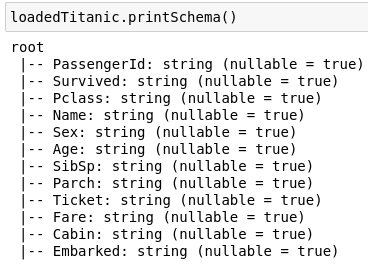 loadedTitanic.printSchema()
root
|-- PassengerId: string (nullable = true)
|-- Survived: string (nullable = true)
|-- Pclass: string (nullable = true)
|-- Name: string (nullable = true)
|-- Sex: string (nullable = true)
|-- Age: string (nullable = true)
|-- SibSp: string (nullable = true)
|-- Parch: string (nullable = true)
|-- Ticket: string (nullable = true)
|-- Fare: string (nullable = true)
|-- Cabin: string (nullable = true)
|-- Embarked: string (nullable = true)